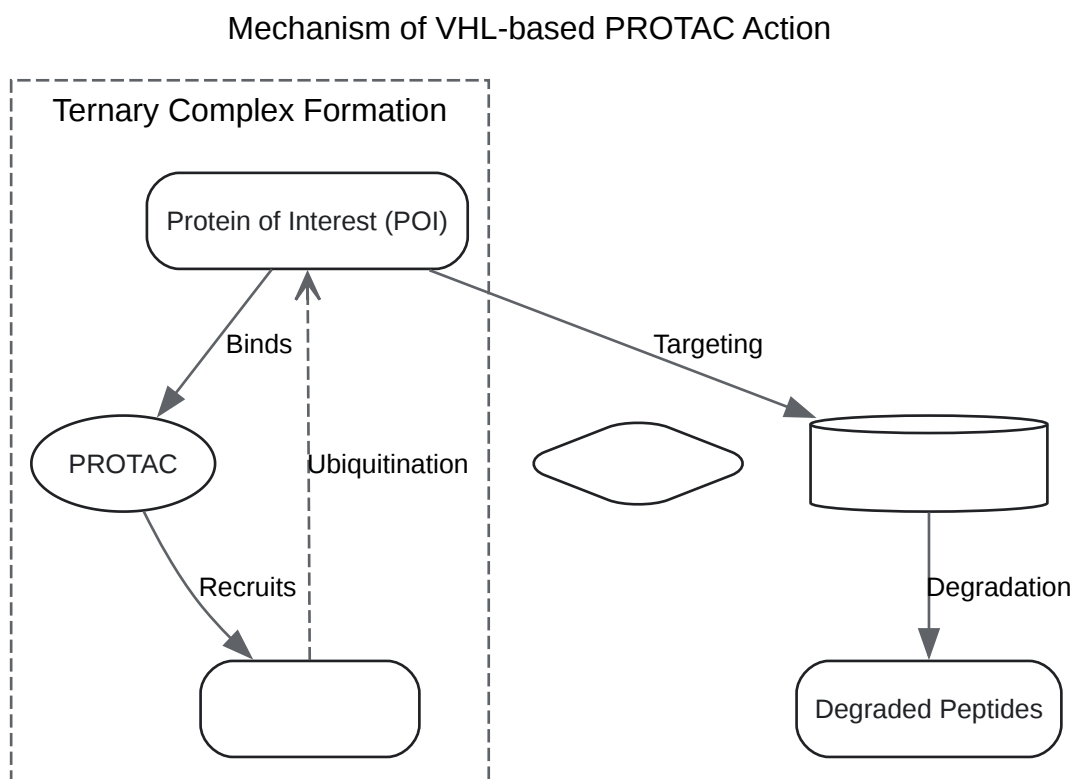 Mechanism of VHL-based PROTAC Action
Ternary Complex Formation
Protein of Interest (POI)
Binds
Targeting
PROTAC
Ubiquitination
Recruits
Degradation
Degraded Peptides